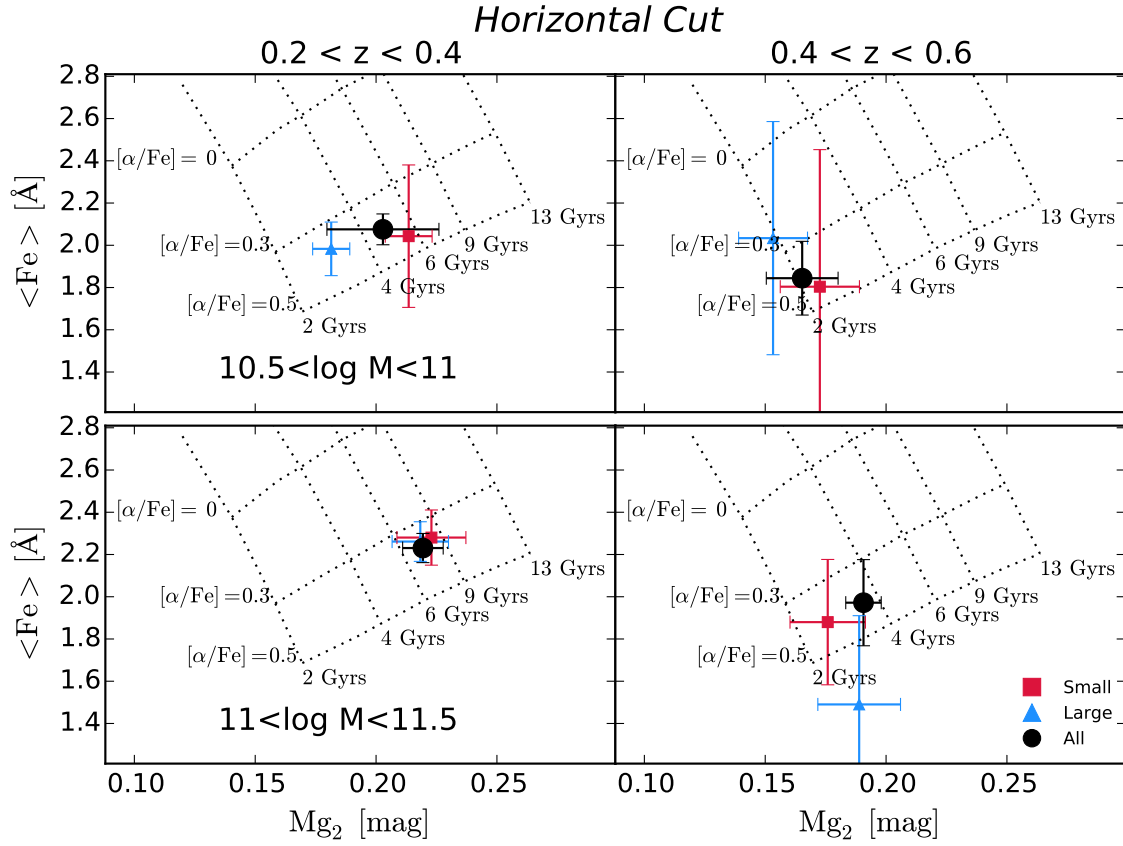 Horizontal Cut
0.2 < z < 0.4
0.4 < z < 0.6
<Fe> [Å]
2.8
2.6
2.4
2.2
2.0
1.8
1.6
1.4
[α/Fe]= 0
[α/Fe]=0.3
[α/Fe]=0.5
2 Gyrs
4 Gyrs
6 Gyrs
9 Gyrs
13 Gyrs
10.5<log M<11
[α/Fe]= 0
[α/Fe]=0.3
[α/Fe]=0.5
2 Gyrs
4 Gyrs
6 Gyrs
9 Gyrs
13 Gyrs
<Fe> [Å]
2.8
2.6
2.4
2.2
2.0
1.8
1.6
1.4
[α/Fe]= 0
[α/Fe]=0.3
[α/Fe]=0.5
2 Gyrs
4 Gyrs
6 Gyrs
9 Gyrs
13 Gyrs
11<log M<11.5
[α/Fe]= 0
[α/Fe]=0.3
[α/Fe]=0.5
2 Gyrs
4 Gyrs
6 Gyrs
9 Gyrs
13 Gyrs
Small
Large
All
0.10 0.15 0.20 0.25
0.10 0.15 0.20 0.25
Mg₂ [mag]
Mg₂ [mag]